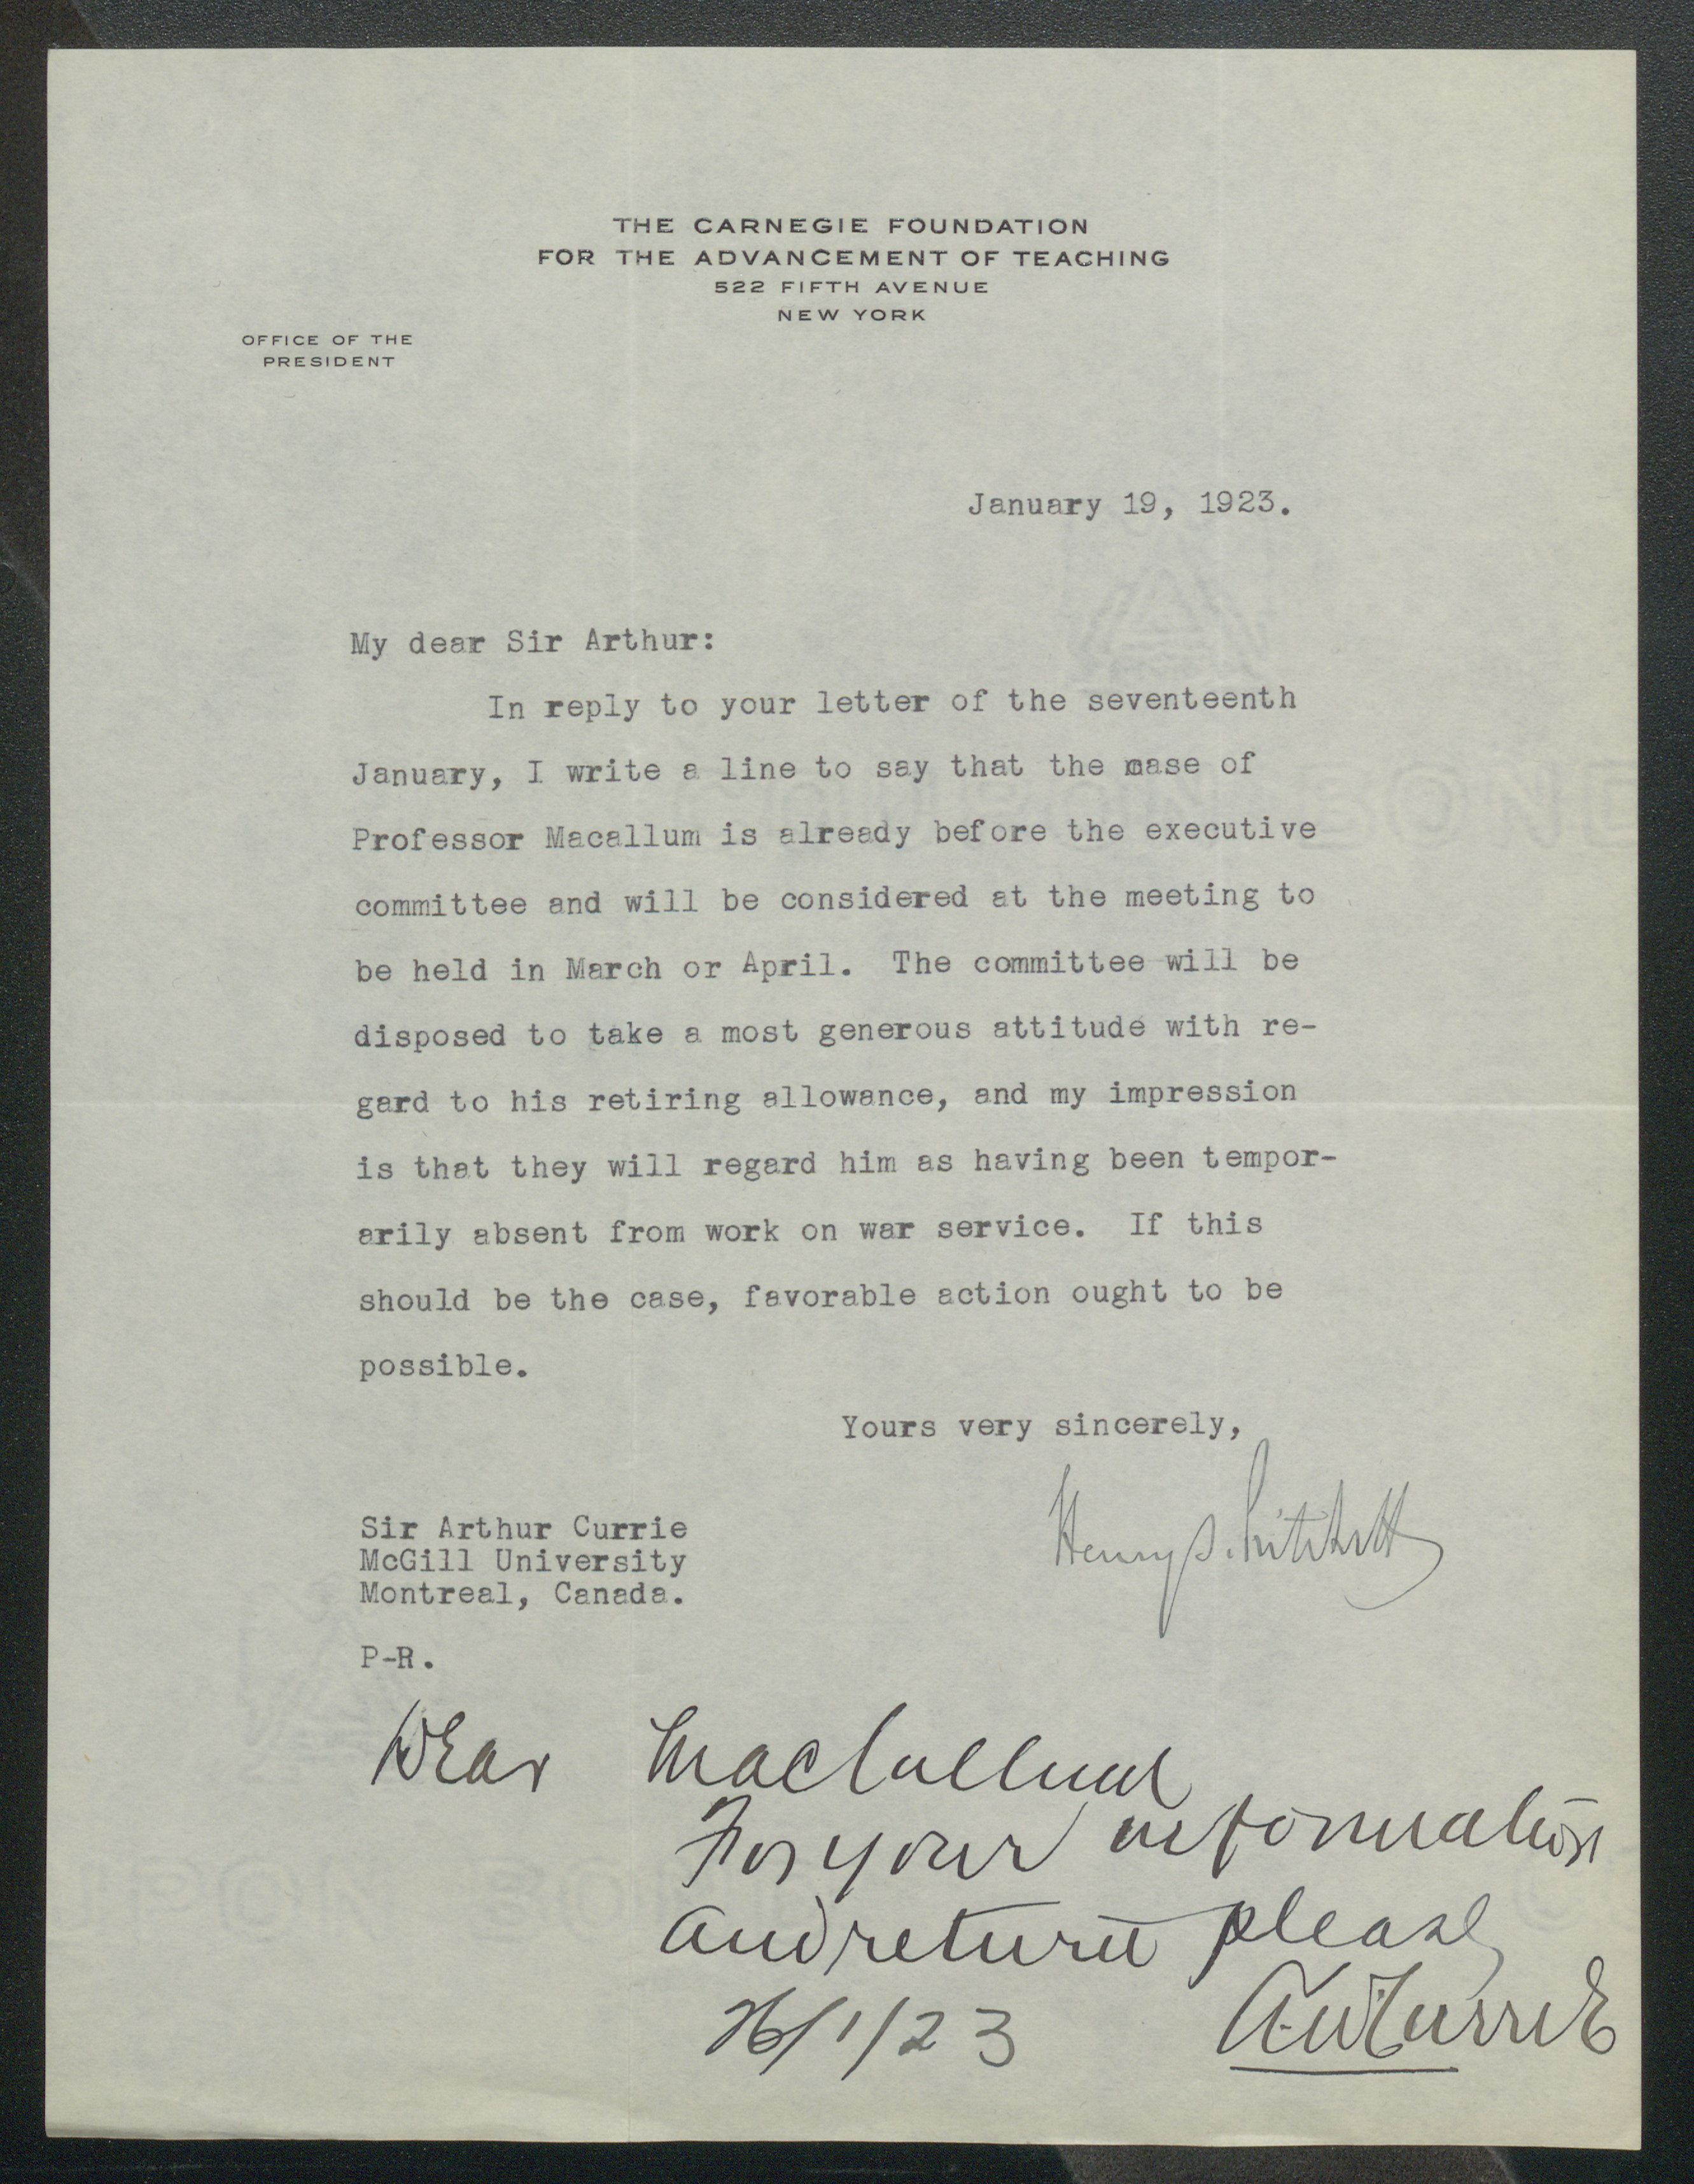 THE CARNEGIE FOUNDATION
FOR THE ADVANCEMENT OF TEACHING
522 FIFTH AVENUE
NEW YORK
OFFICE OF THE
PRESIDENT
January 19, 1923.
My dear Sir Arthur:
In reply to your letter of the seventeenth
January, I write a line to say that the case of
Professor Macallum is already before the executive
committee and will be considered at the meeting to
be held in March or April. The committee will be
disposed to take a most generous attitude with re-
gard to his retiring allowance, and my impression
is that they will regard him as having been tempor-
arily absent from work on war service. If this
should be the case, favorable action ought to be
possible.
Yours very sincerely,
Henry S. Pritchett
Sir Arthur Currie
McGill University
Montreal, Canada.
P-R.
Dear MacCallum
For your information
and return please
26/1/23 A.W. Currie